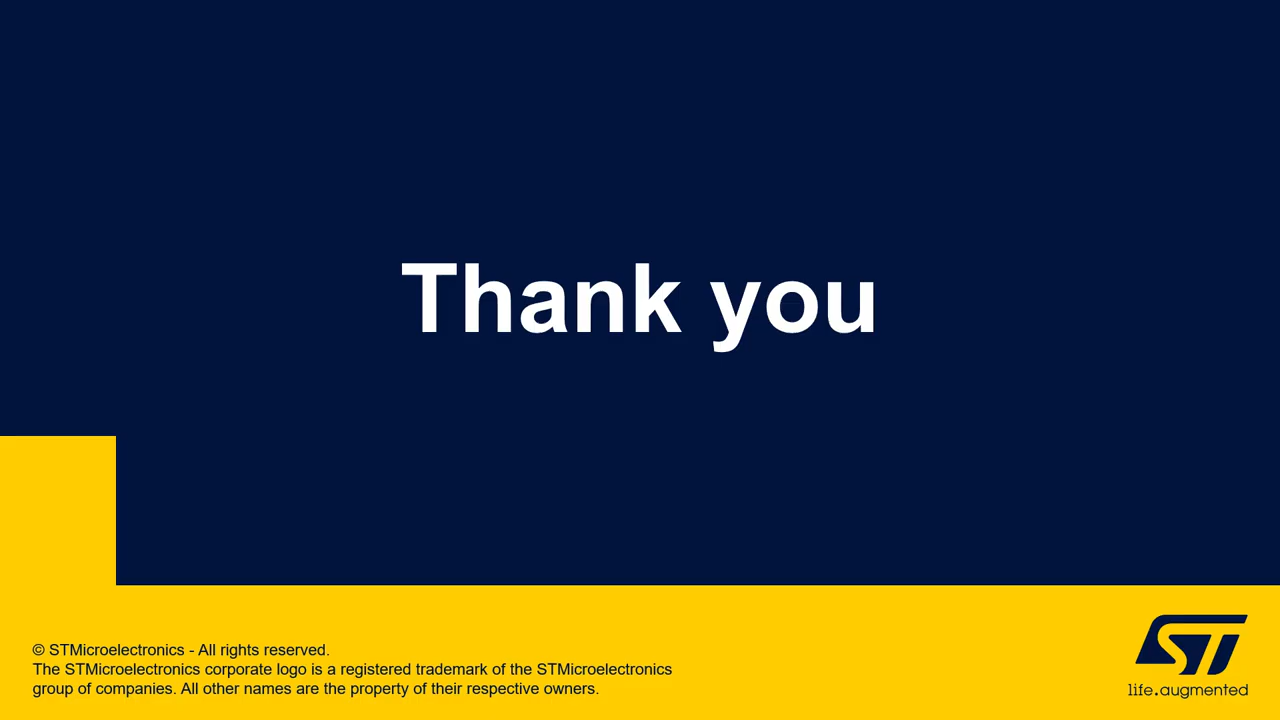 Thank you
© STMicroelectronics - All rights reserved.
The STMicroelectronics corporate logo is a registered trademark of the STMicroelectronics
group of companies. All other names are the property of their respective owners.
ST
life.augmented